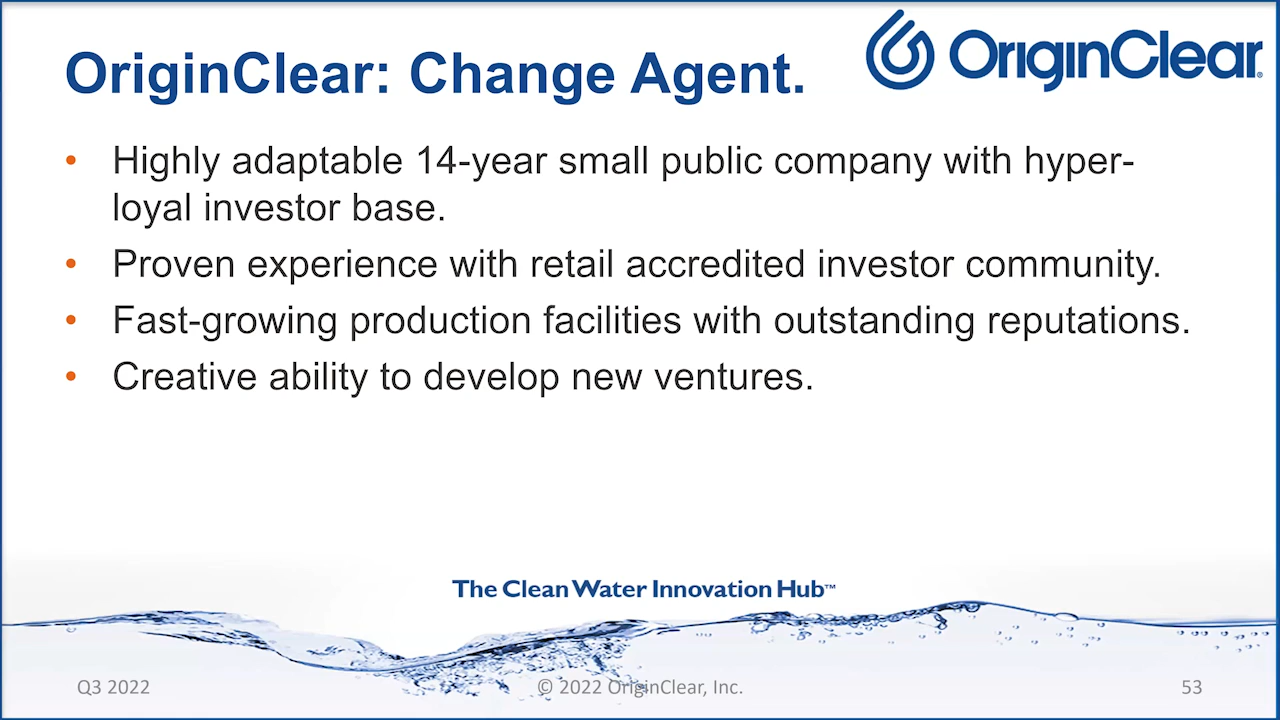 OriginClear: Change Agent.
OriginClear®
• Highly adaptable 14-year small public company with hyper-
loyal investor base.
• Proven experience with retail accredited investor community.
• Fast-growing production facilities with outstanding reputations.
• Creative ability to develop new ventures.
The Clean Water Innovation Hub™
Q3 2022
© 2022 OriginClear, Inc.
53